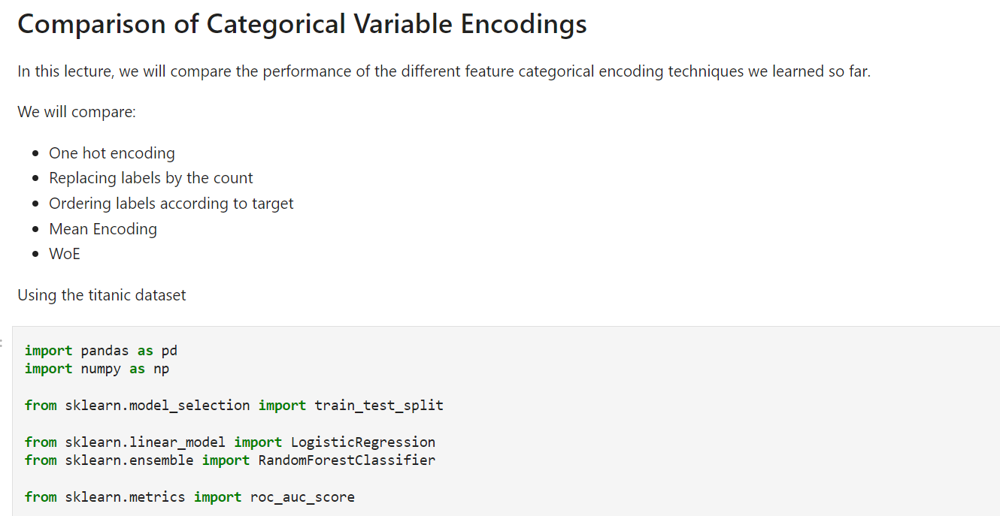 Comparison of Categorical Variable Encodings
In this lecture, we will compare the performance of the different feature categorical encoding techniques we learned so far.
We will compare:
One hot encoding
Replacing labels by the count
Ordering labels according to target
Mean Encoding
WoE
Using the titanic dataset
:
import pandas as pd
import numpy as np
from sklearn.model_selection import train_test_split
from sklearn.linear_model import LogisticRegression
from sklearn.ensemble import RandomForestClassifier
from sklearn.metrics import roc_auc_score